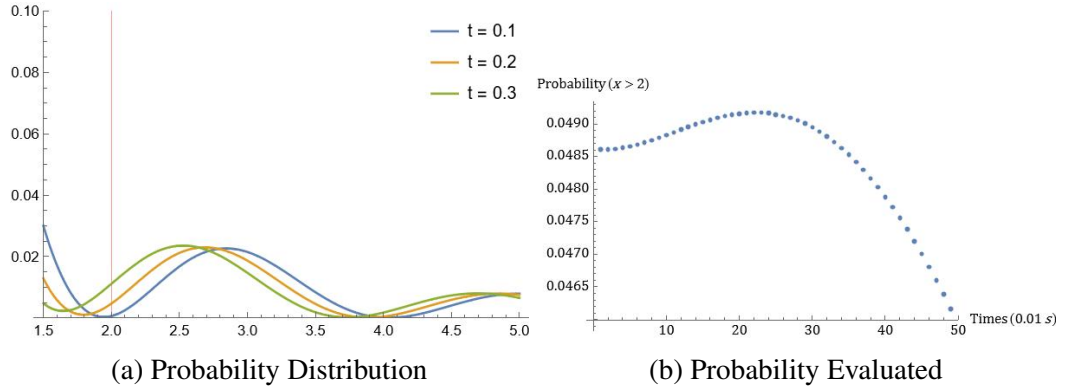 0.10
0.08
0.06
0.04
0.02
1.5 2.0 2.5 3.0 3.5 4.0 4.5 5.0
t = 0.1
t = 0.2
t = 0.3
(a) Probability Distribution
Probability (x > 2)
0.0490
0.0485
0.0480
0.0475
0.0470
0.0465
10 20 30 40 50
Times (0.01 s)
(b) Probability Evaluated